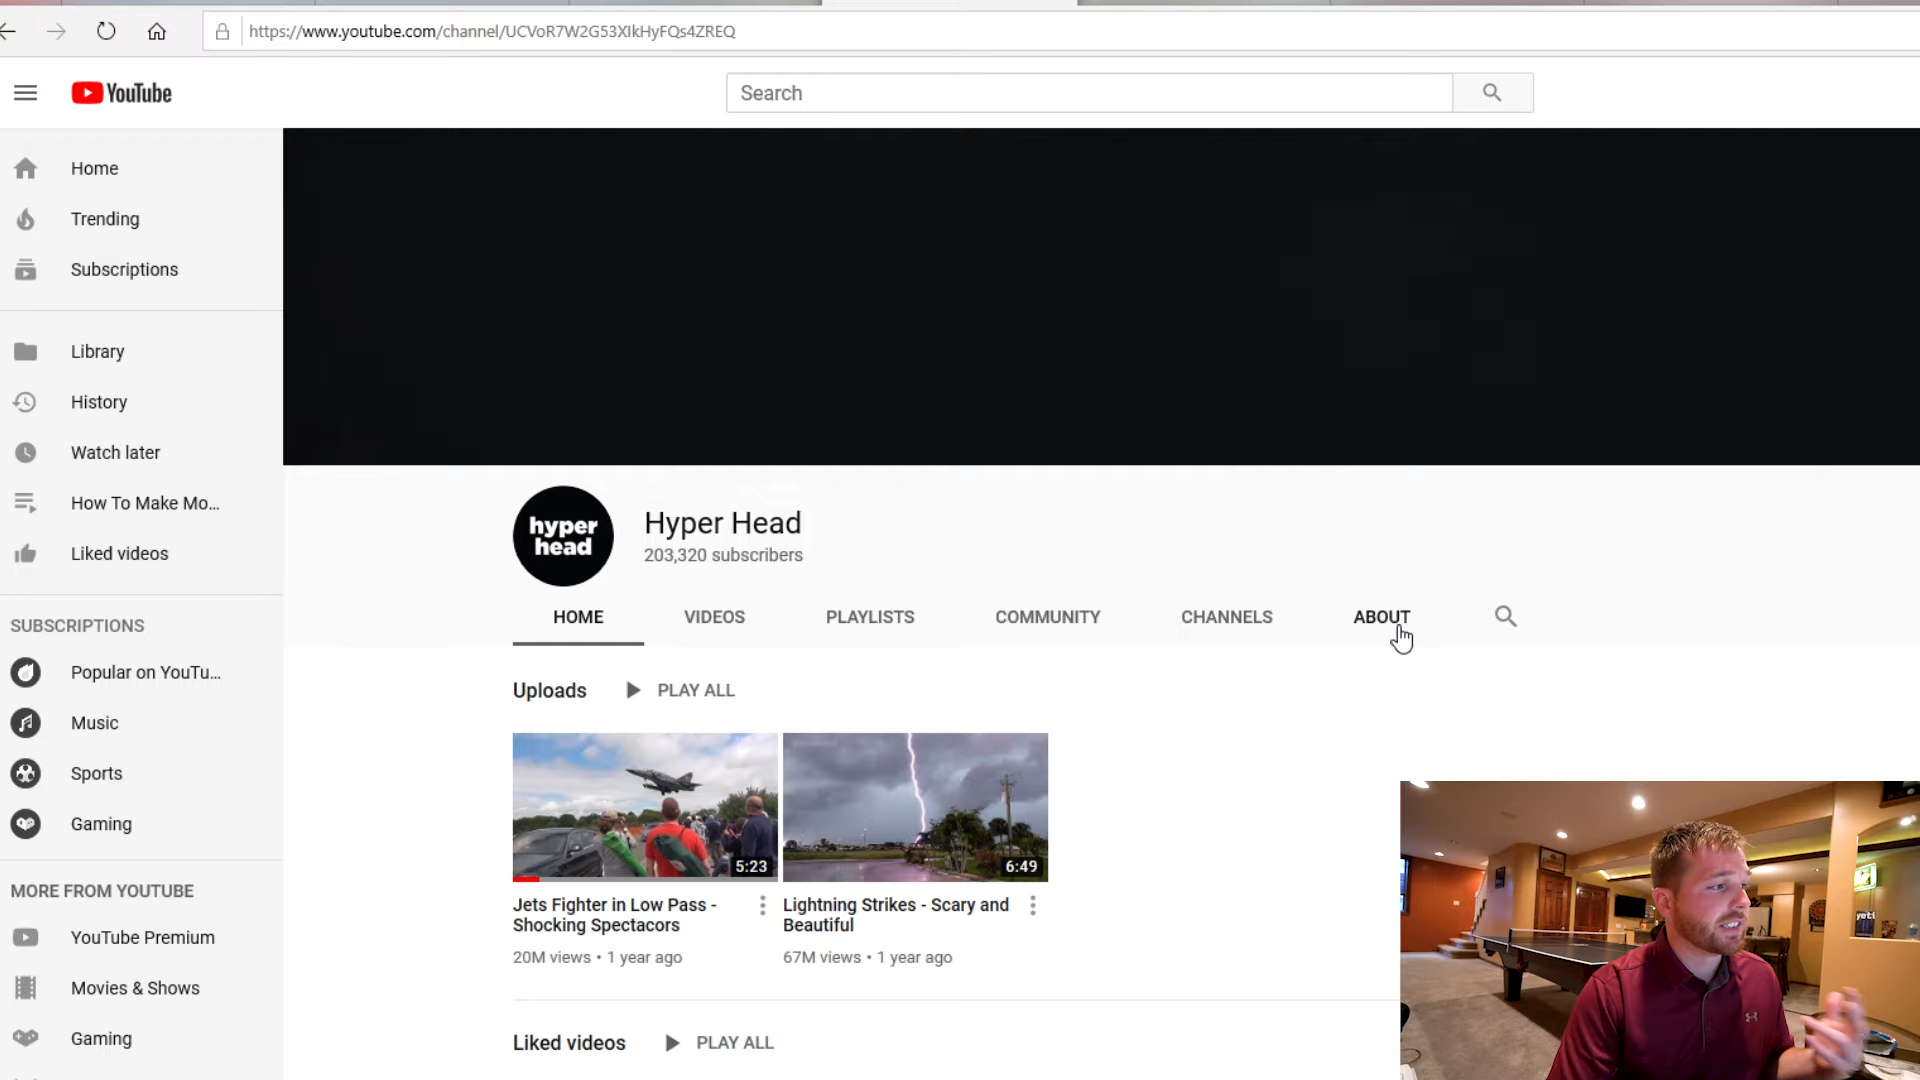 https://www.youtube.com/channel/UCVoR7W2G53XIkHyFQs4ZREQ
YouTube
Search
Home
Trending
Subscriptions
Library
History
Watch later
How To Make Mo...
Liked videos
SUBSCRIPTIONS
Popular on YouTu...
Music
Sports
Gaming
MORE FROM YOUTUBE
YouTube Premium
Movies & Shows
Gaming
hyper
head
Hyper Head
203,320 subscribers
HOME VIDEOS PLAYLISTS COMMUNITY CHANNELS ABOUT
Uploads PLAY ALL
5:23
6:49
Jets Fighter in Low Pass -
Shocking Spectacors
20M views • 1 year ago
Lightning Strikes - Scary and
Beautiful
67M views • 1 year ago
Liked videos PLAY ALL
yeti